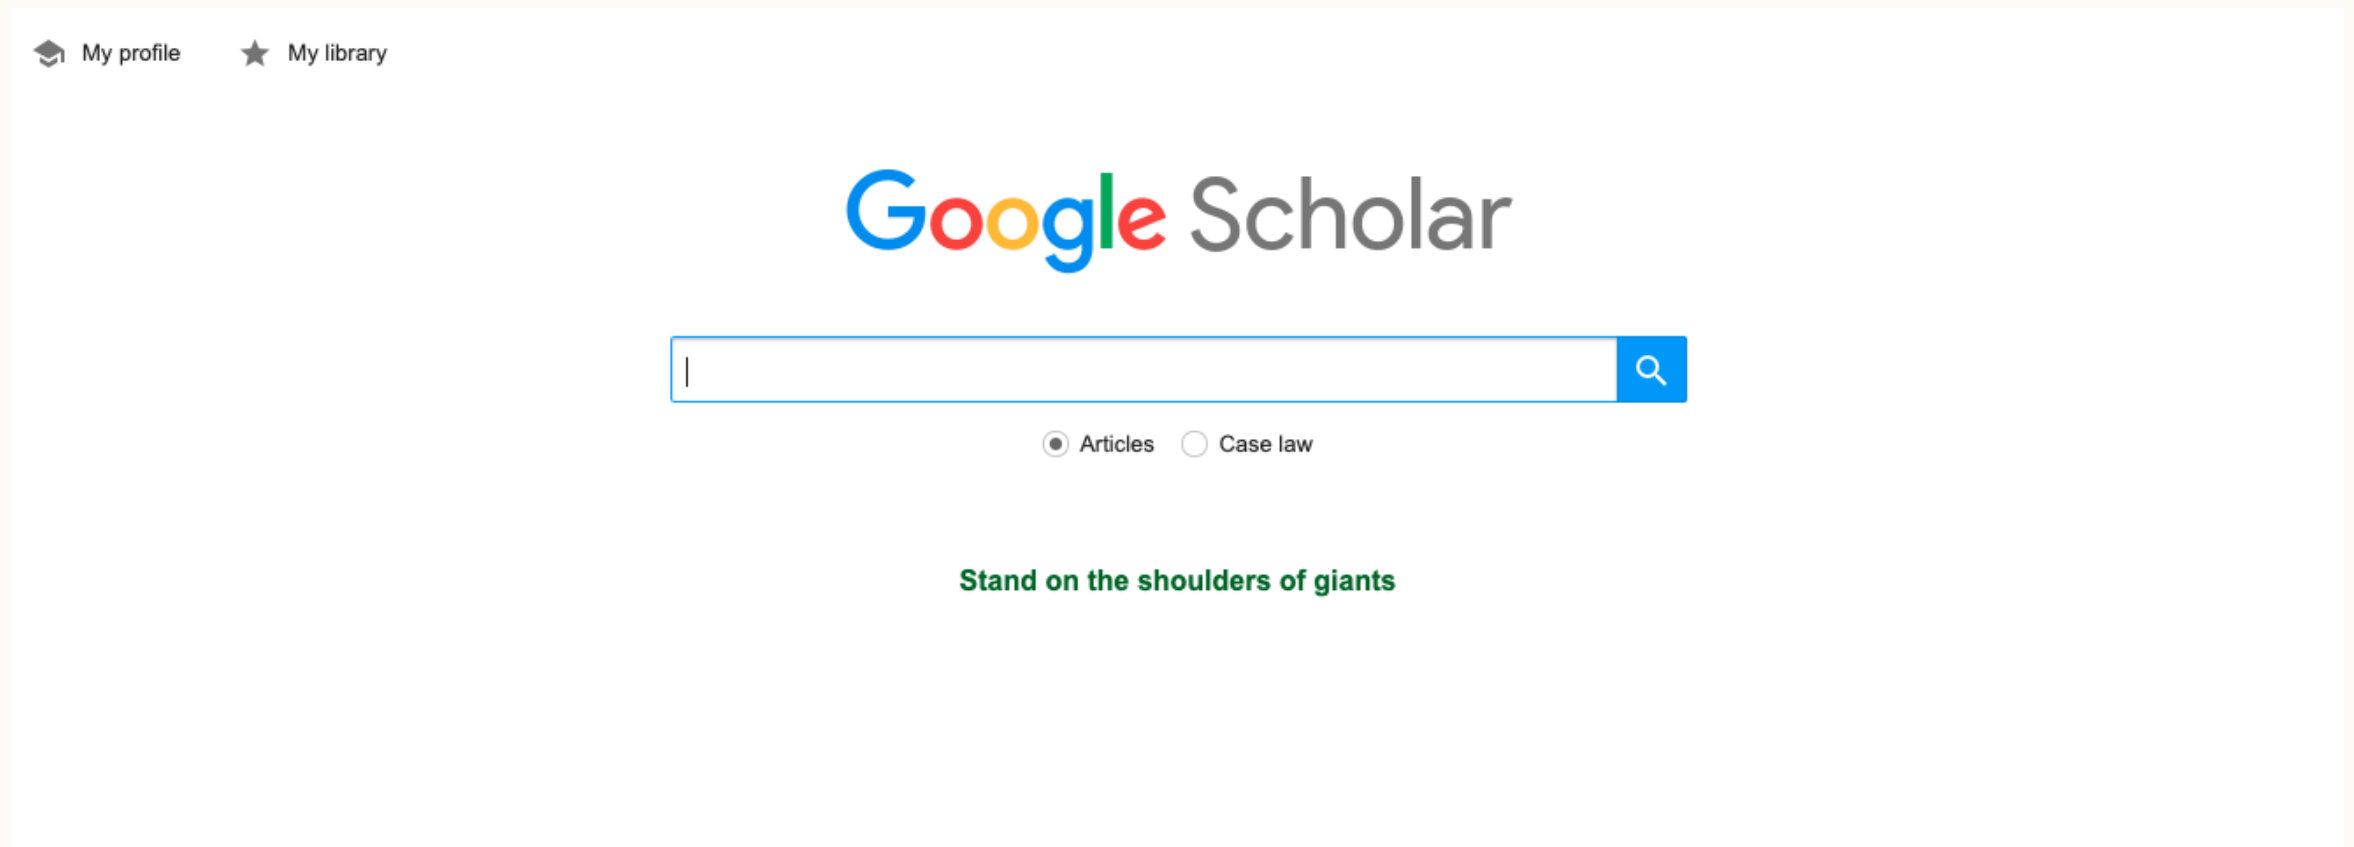 My profile My library
Google Scholar
Articles Case law
Stand on the shoulders of giants